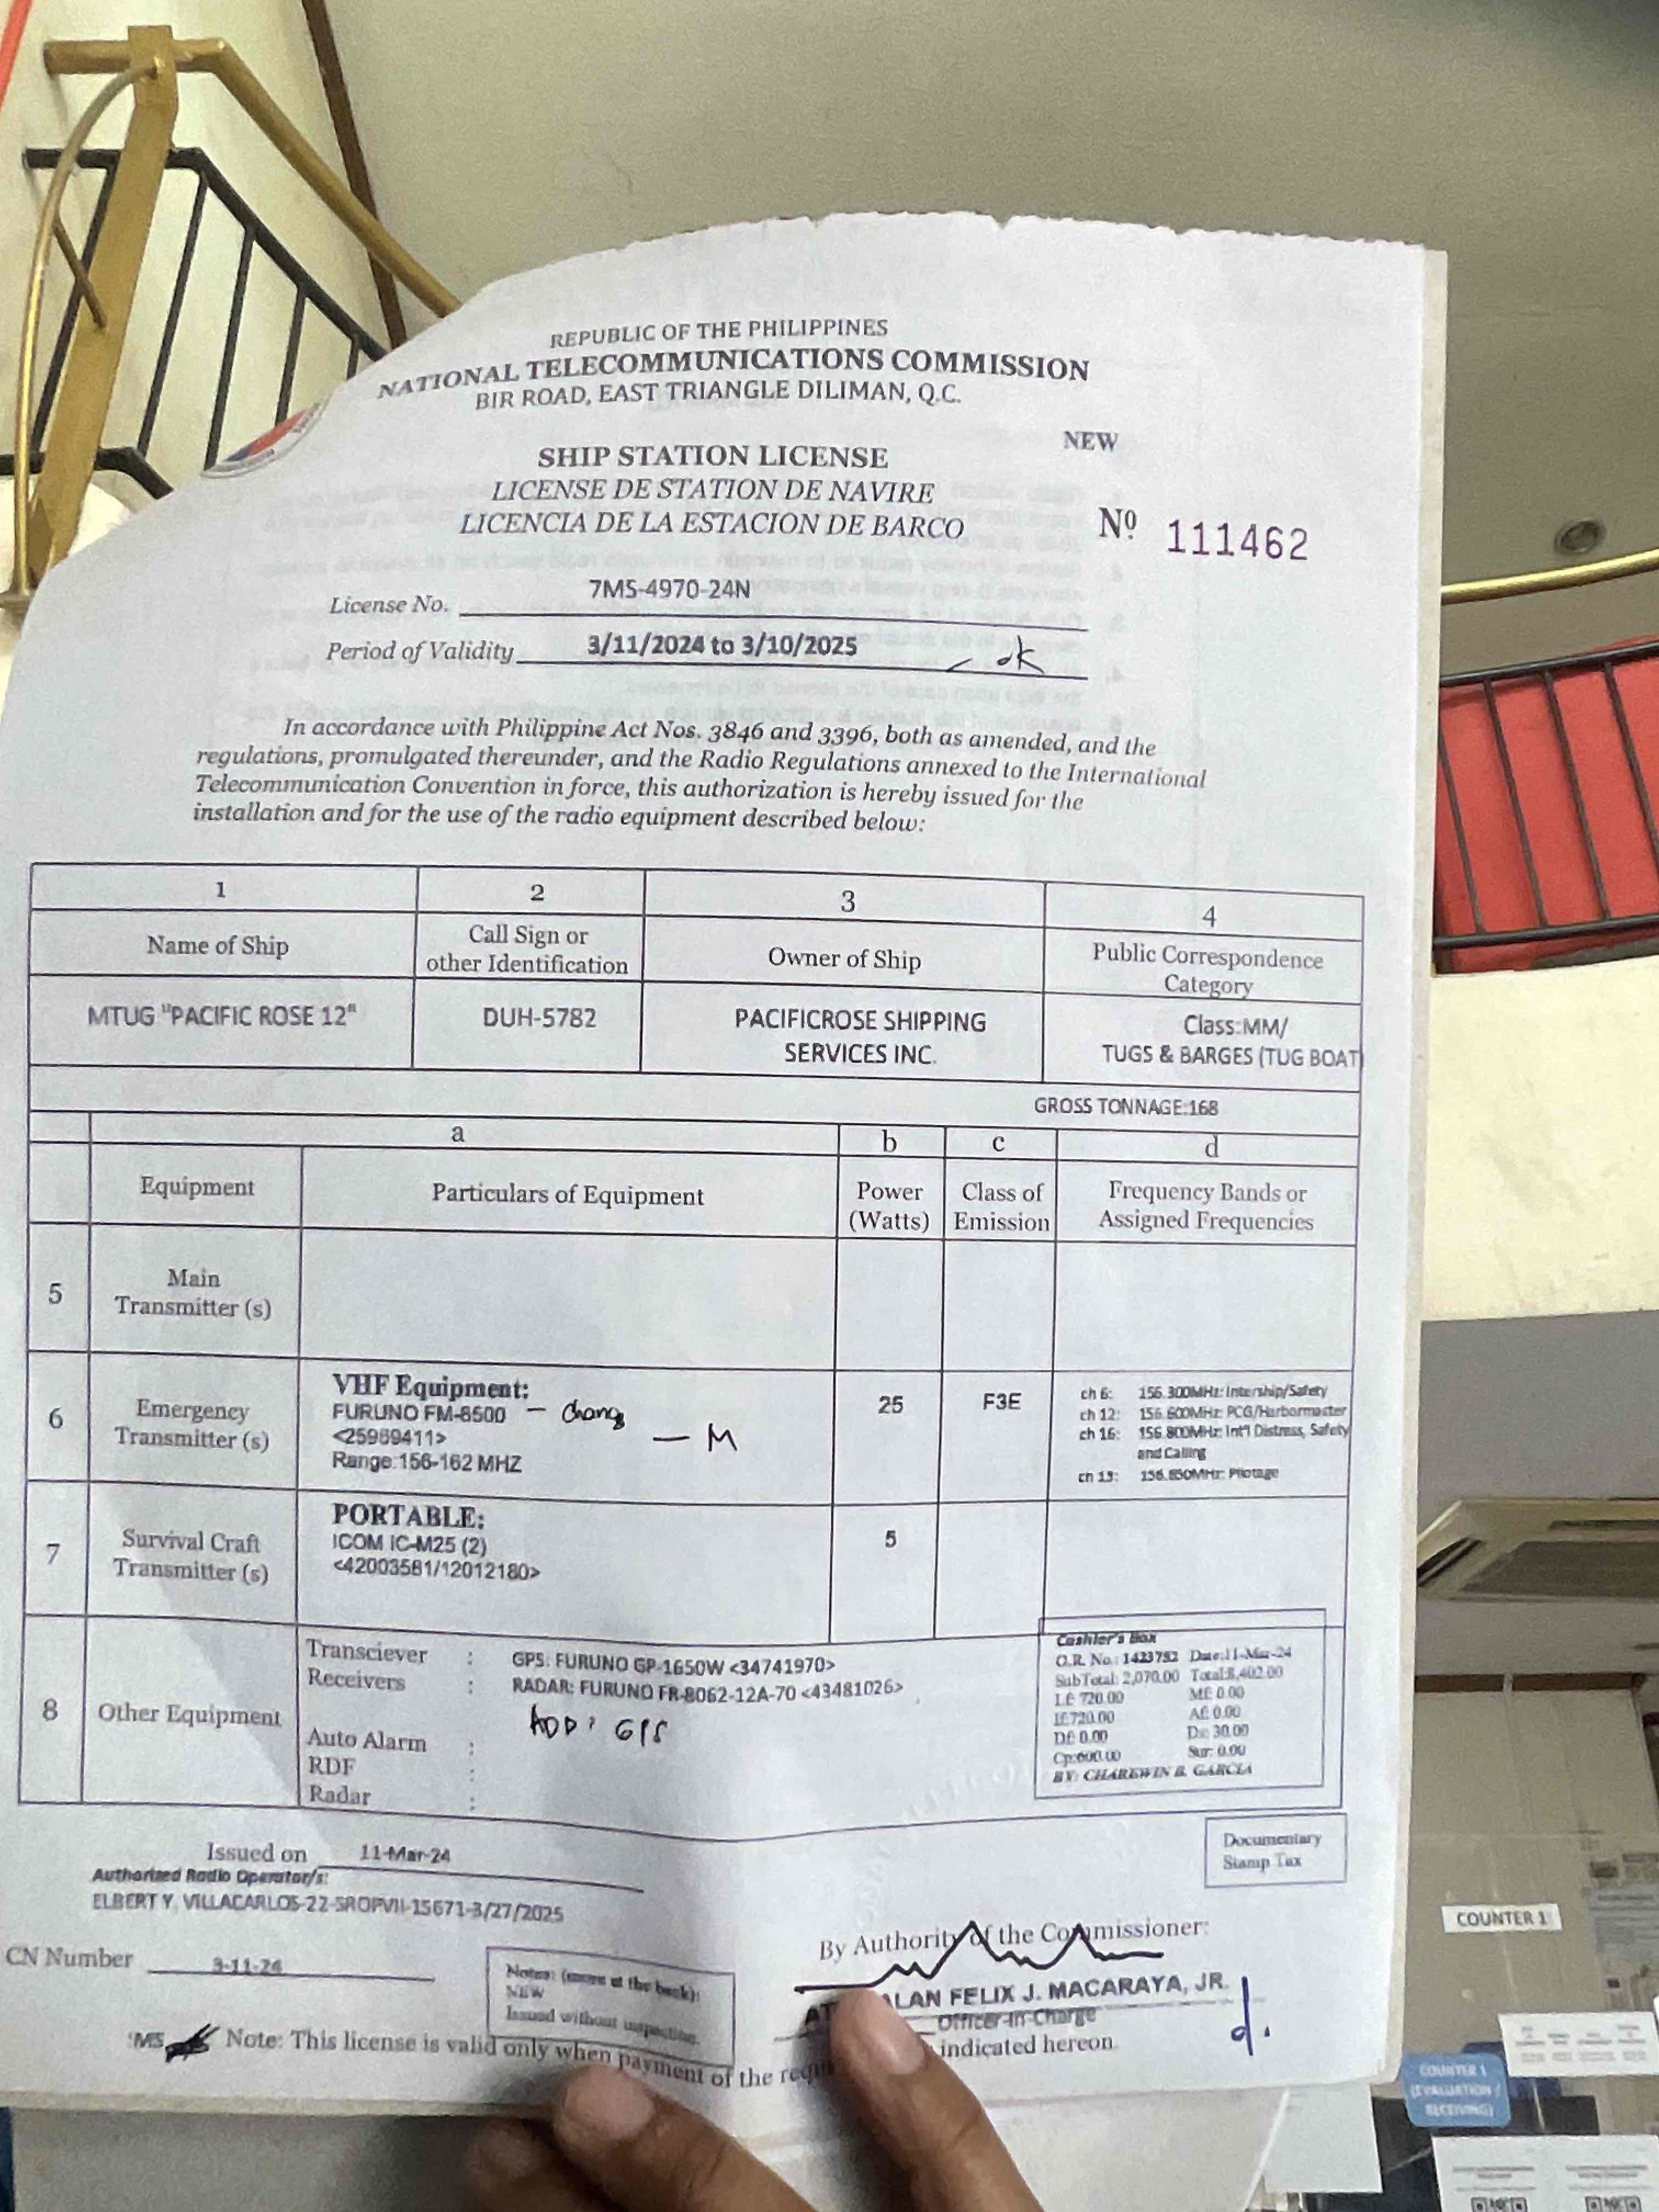 REPUBLIC OF THE PHILIPPINES
NATIONAL TELECOMMUNICATIONS COMMISSION
BIR ROAD, EAST TRIANGLE DILIMAN, Q.C.
NEW
SHIP STATION LICENSE
LICENSE DE STATION DE NAVIRE
LICENCIA DE LA ESTACION DE BARCO
Nº 111462
License No. 7MS-4970-24N
Period of Validity 3/11/2024 to 3/10/2025 ok
In accordance with Philippine Act Nos. 3846 and 3396, both as amended, and the
regulations, promulgated thereunder, and the Radio Regulations annexed to the International
Telecommunication Convention in force, this authorization is hereby issued for the
installation and for the use of the radio equipment described below:
1 2 3 4
Name of Ship
Call Sign or
other Identification
Owner of Ship
Public Correspondence
Category
MTUG "PACIFIC ROSE 12"
DUH-5782
PACIFICROSE SHIPPING
SERVICES INC.
Class:MM/
TUGS & BARGES (TUG BOAT
GROSS TONNAGE:168
a b c d
Equipment
Particulars of Equipment
Power
(Watts)
Class of
Emission
Frequency Bands or
Assigned Frequencies
5
Main
Transmitter (s)
6
Emergency
Transmitter (s)
VHF Equipment:
FURUNO FM-8500 - change
<25989411> — M
Range:156-162 MHZ
25
F3E
ch 6: 156.300MHz: Intership/Safety
ch 12: 156.600MHz: PCG/Harbormaster
ch 16: 156.800MHz: Int'l Distress, Safety
and Calling
ch 13: 156.650MHz: Pilotage
7
Survival Craft
Transmitter (s)
PORTABLE:
ICOM IC-M25 (2)
<42003581/12012180>
5
8
Other Equipment
Transciever : GPS: FURUNO GP-1650W <34741970>
Receivers : RADAR: FURUNO FR-8062-12A-70 <43481026>
ADD: GPS
Auto Alarm :
RDF :
Radar :
Cashier's Box
O.R. No.: 1423752 Date:11-Mar-24
SubTotal: 2,070.00 Total:8,402.00
Lf: 720.00 Mf: 0.00
If:720.00 Af: 0.00
Df: 0.00 Ds: 30.00
Cp:600.00 Sur: 0.00
BY: CHAREWIN B. GARCIA
Documentary
Stamp Tax
Issued on 11-Mar-24
Authorized Radio Operator/s:
ELBERT Y. VILLACARLOS-22-SROPVII-15671-3/27/2025
CN Number 3-11-24
Notes: (more at the back):
NEW
Issued without inspection.
By Authority of the Commissioner:
ALAN FELIX J. MACARAYA, JR.
Officer-In-Charge
MS Note: This license is valid only when payment of the
indicated hereon.
COUNTER 1
COUNTER 1
(EVALUATION /
RECEIVING)